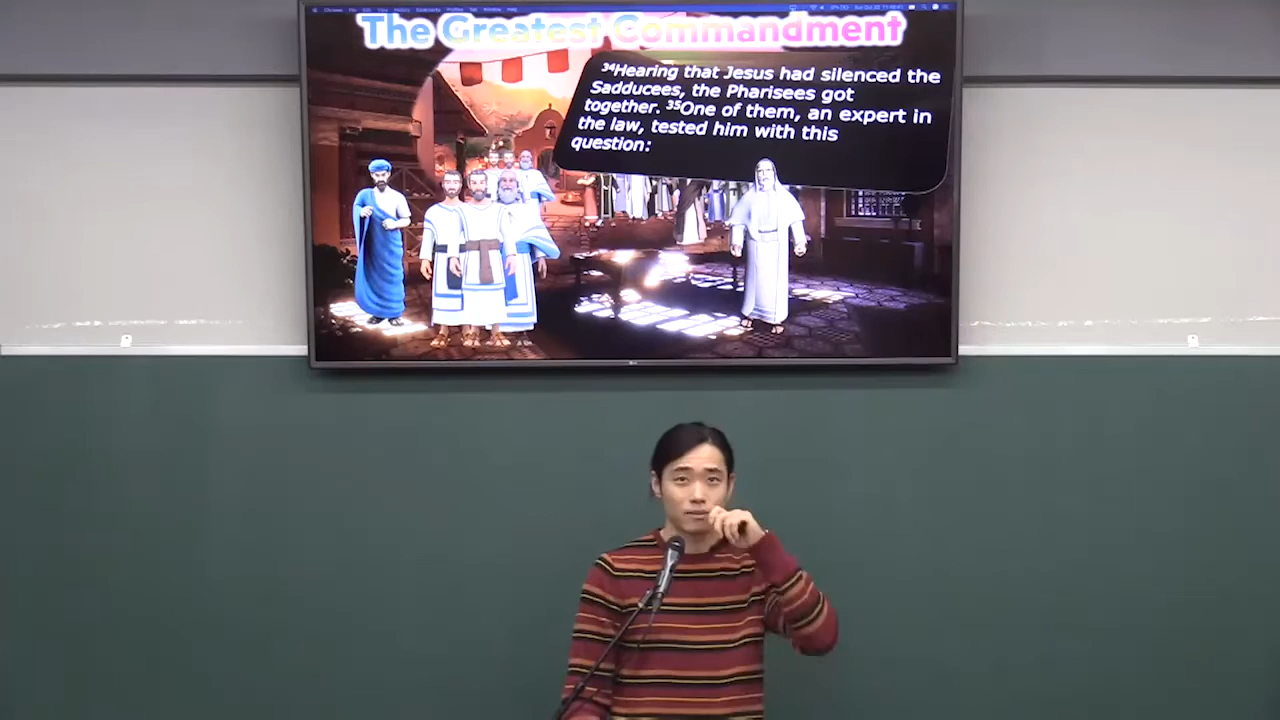 The Greatest Commandment
³⁴Hearing that Jesus had silenced the
Sadducees, the Pharisees got
together. ³⁵One of them, an expert in
the law, tested him with this
question: